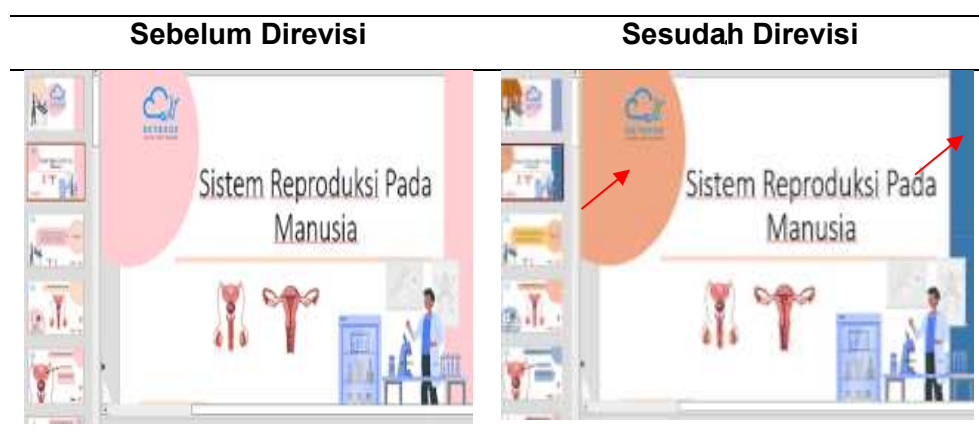 Sebelum Direvisi
Sesudah Direvisi
Sistem Reproduksi Pada
Manusia
Sistem Reproduksi Pada
Manusia